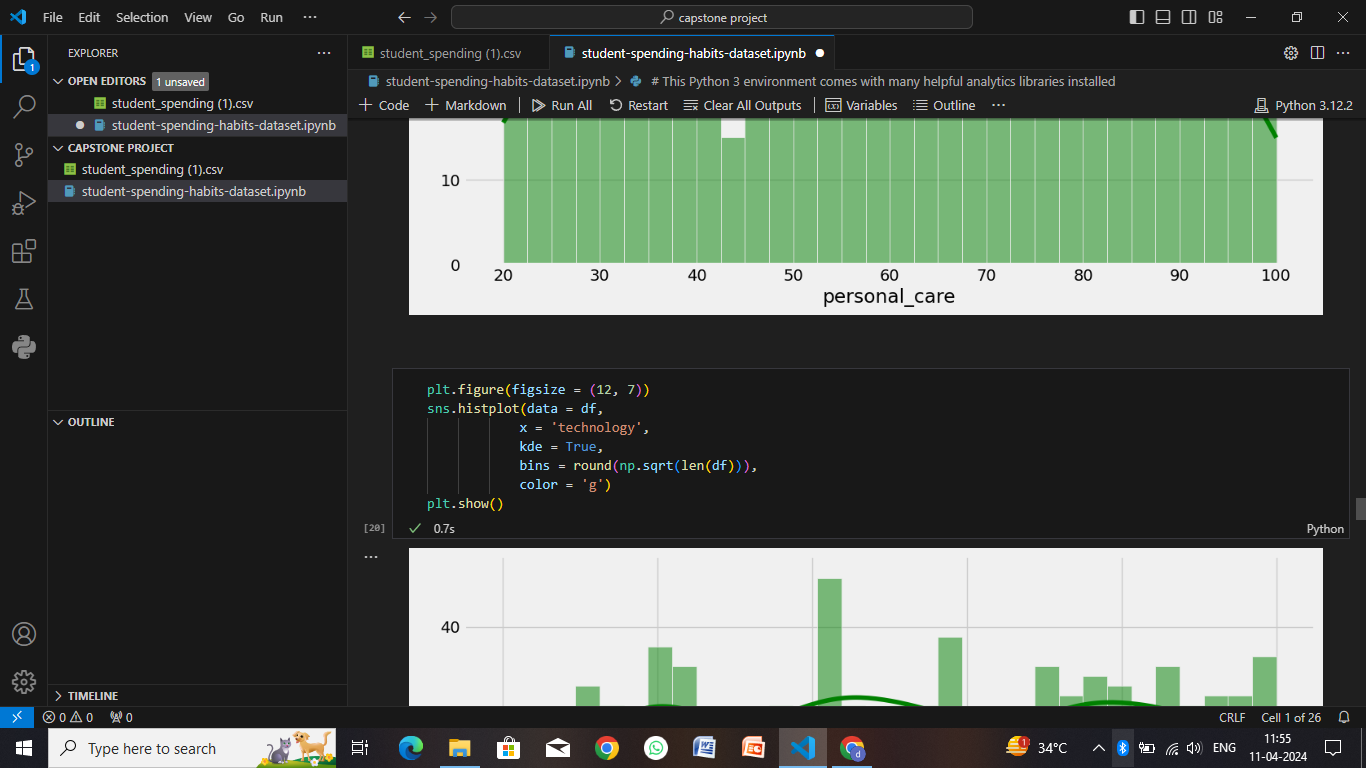 File Edit Selection View Go Run ··· capstone project
EXPLORER ···
OPEN EDITORS 1 unsaved
student_spending (1).csv
student-spending-habits-dataset.ipynb
CAPSTONE PROJECT
student_spending (1).csv
student-spending-habits-dataset.ipynb
OUTLINE
TIMELINE
student_spending (1).csv student-spending-habits-dataset.ipynb
student-spending-habits-dataset.ipynb > # This Python 3 environment comes with many helpful analytics libraries installed
Code Markdown Run All Restart Clear All Outputs Variables Outline ··· Python 3.12.2
10
0
20 30 40 50 60 70 80 90 100
personal_care
plt.figure(figsize = (12, 7))
sns.histplot(data = df,
x = 'technology',
kde = True,
bins = round(np.sqrt(len(df))),
color = 'g')
plt.show()
[20] 0.7s Python
40
0 0 0 CRLF Cell 1 of 26
Type here to search 34°C ENG 11:55
11-04-2024